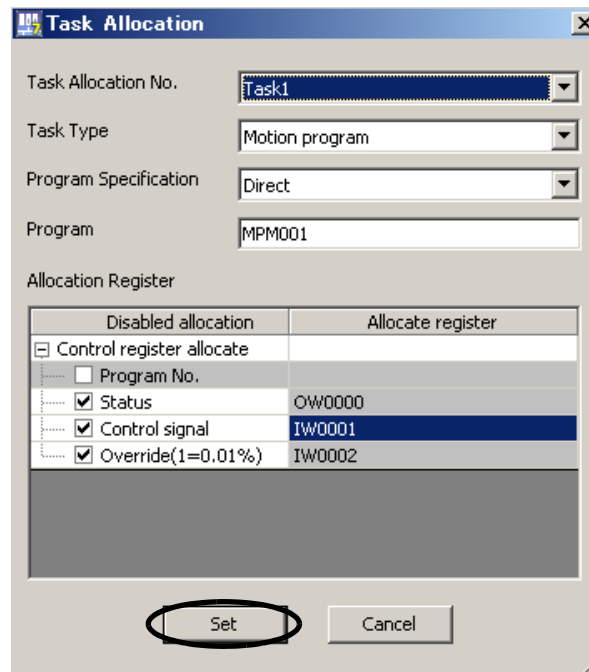 Task Allocation
Task Allocation No. Task1
Task Type Motion program
Program Specification Direct
Program MPM001
Allocation Register
Disabled allocation Allocate register
Control register allocate
Program No.
Status OW0000
Control signal IW0001
Override(1=0.01%) IW0002
Set Cancel